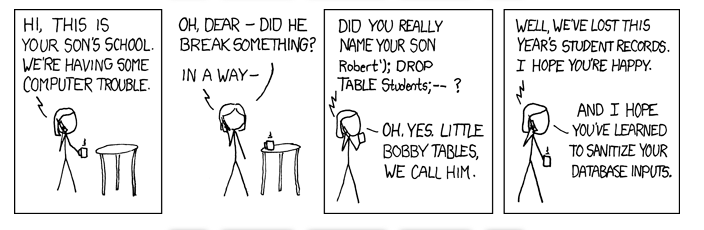 HI, THIS IS
YOUR SON'S SCHOOL.
WE'RE HAVING SOME
COMPUTER TROUBLE.
OH, DEAR – DID HE
BREAK SOMETHING?
IN A WAY–
DID YOU REALLY
NAME YOUR SON
Robert'); DROP
TABLE Students;-- ?
OH, YES. LITTLE
BOBBY TABLES,
WE CALL HIM.
WELL, WE'VE LOST THIS
YEAR'S STUDENT RECORDS.
I HOPE YOU'RE HAPPY.
AND I HOPE
YOU'VE LEARNED
TO SANITIZE YOUR
DATABASE INPUTS.